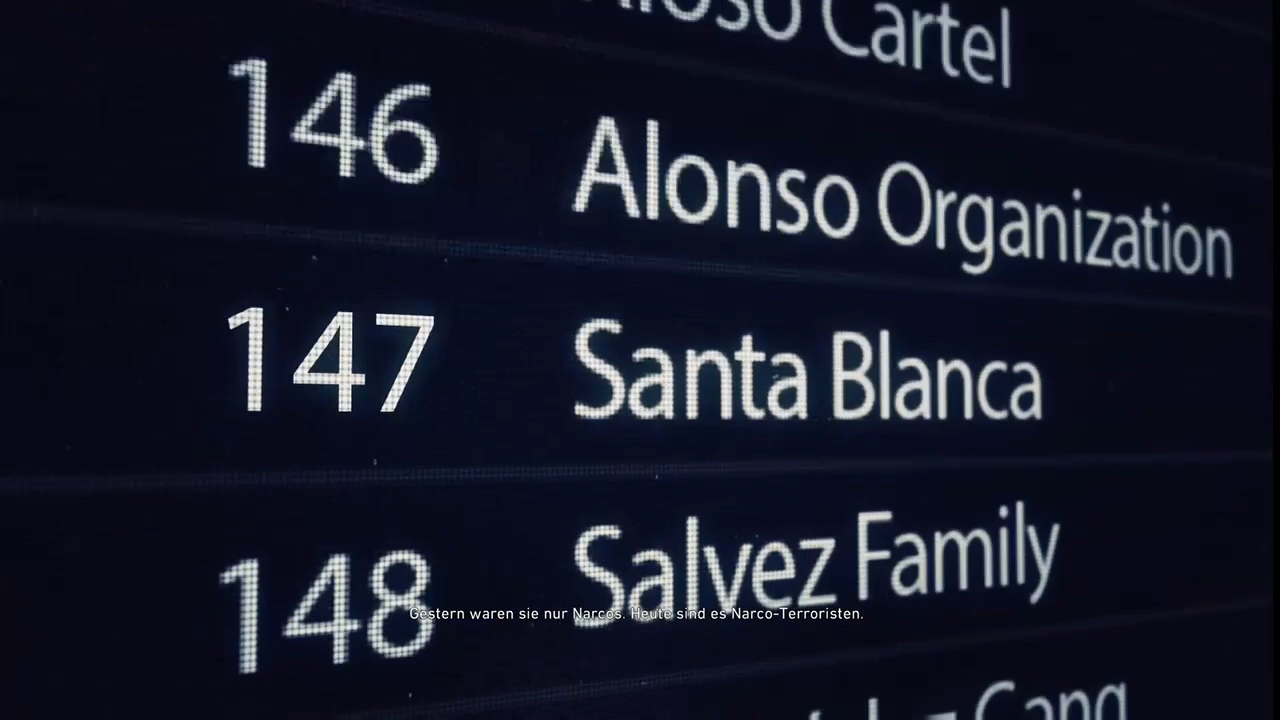 Cartel
146 Alonso Organization
147 Santa Blanca
148 Salvez Family
Gestern waren sie nur Narcos. Heute sind es Narco-Terroristen.
Gang